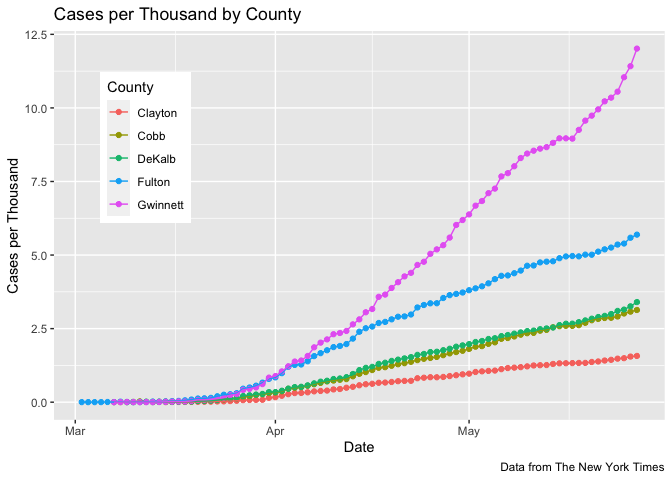 Cases per Thousand by County
12.5
10.0
7.5
5.0
2.5
0.0
Cases per Thousand
County
Clayton
Cobb
DeKalb
Fulton
Gwinnett
Mar
Apr
May
Date
Data from The New York Times